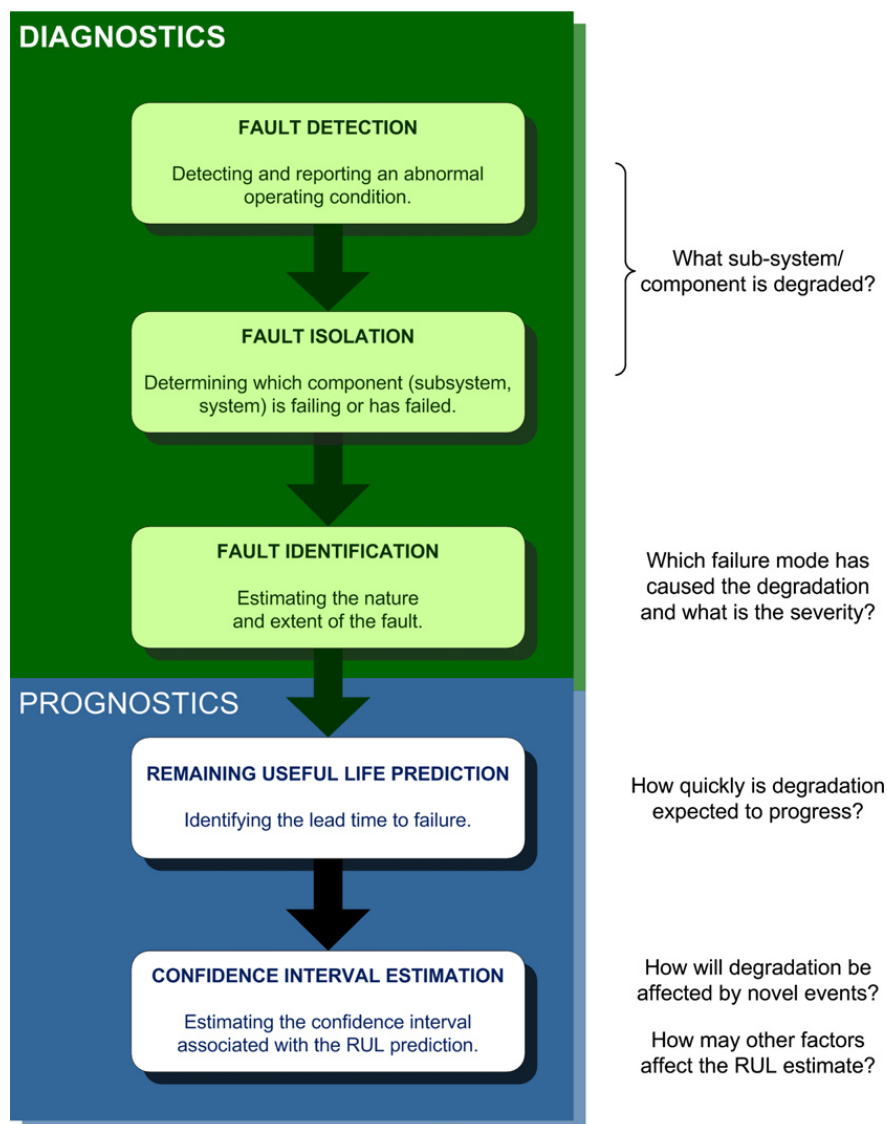 DIAGNOSTICS
FAULT DETECTION
Detecting and reporting an abnormal
operating condition.
What sub-system/
component is degraded?
FAULT ISOLATION
Determining which component (subsystem,
system) is failing or has failed.
FAULT IDENTIFICATION
Estimating the nature
and extent of the fault.
Which failure mode has
caused the degradation
and what is the severity?
PROGNOSTICS
REMAINING USEFUL LIFE PREDICTION
Identifying the lead time to failure.
How quickly is degradation
expected to progress?
CONFIDENCE INTERVAL ESTIMATION
Estimating the confidence interval
associated with the RUL prediction.
How will degradation be
affected by novel events?
How may other factors
affect the RUL estimate?